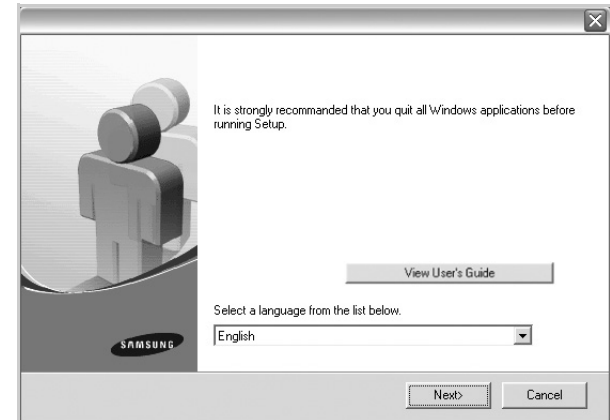 It is strongly recommanded that you quit all Windows applications before
running Setup.
View User's Guide
Select a language from the list below.
English
SAMSUNG
Next>
Cancel